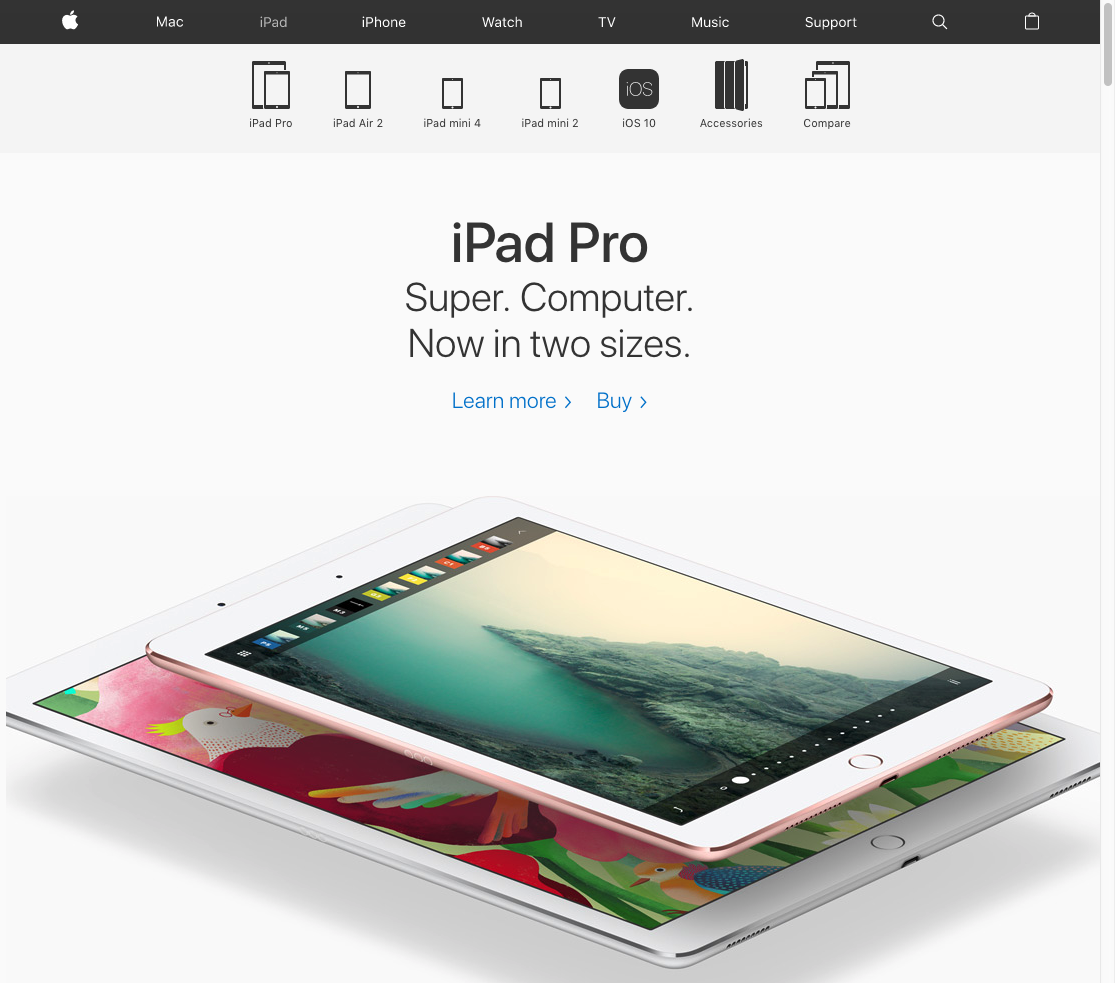 Mac iPad iPhone Watch TV Music Support
iOS
iPad Pro iPad Air 2 iPad mini 4 iPad mini 2 iOS 10 Accessories Compare
iPad Pro
Super. Computer.
Now in two sizes.
Learn more › Buy ›